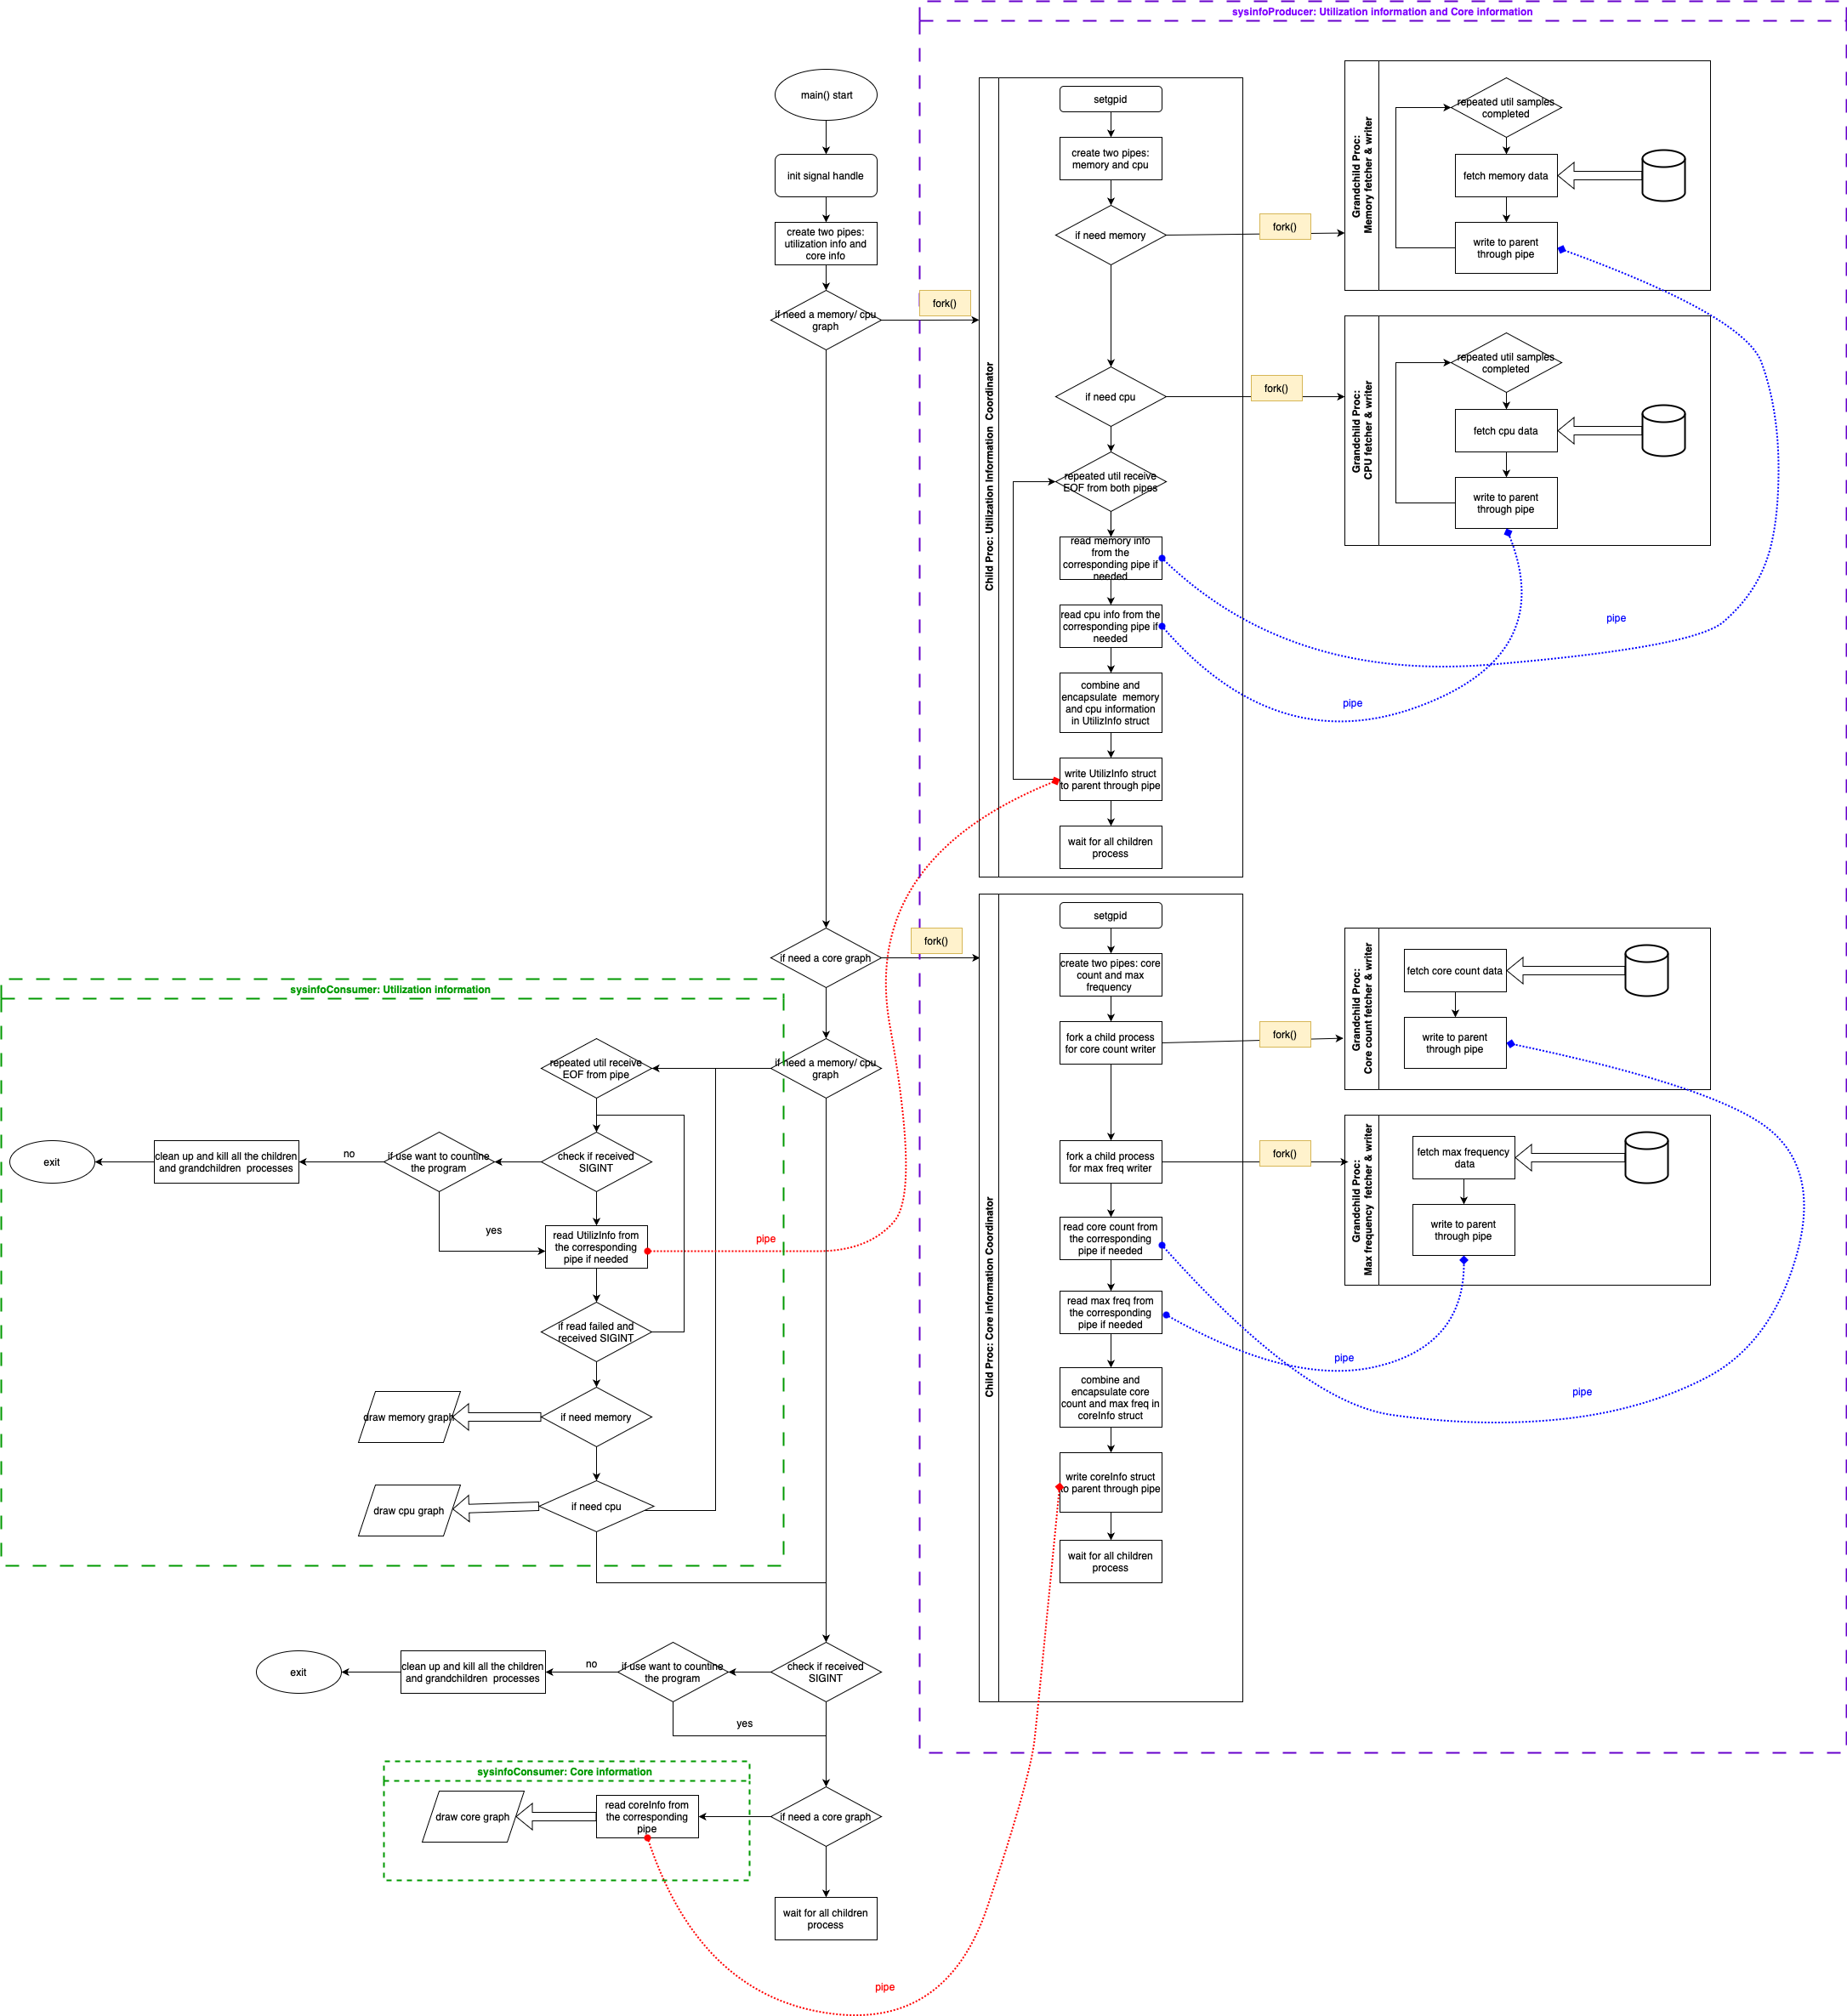 sysinfoProducer: Utilization information and Core information
main() start
init signal handle
create two pipes:
utilization info and
core info
if need a memory/ cpu
graph
fork()
Child Proc: Utilization Information  Coordinator
setgpid
create two pipes:
memory and cpu
if need memory
fork()
if need cpu
fork()
repeated util receive
EOF from both pipes
read memory info
from the
corresponding pipe if
needed
read cpu info from the
corresponding pipe if
needed
combine and
encapsulate  memory
and cpu information
in UtilizInfo struct
write UtilizInfo struct
to parent through pipe
wait for all children
process
Grandchild Proc:
Memory fetcher & writer
repeated util samples
completed
fetch memory data
write to parent
through pipe
Grandchild Proc:
CPU fetcher & writer
repeated util samples
completed
fetch cpu data
write to parent
through pipe
pipe
pipe
if need a core graph
fork()
Child Proc: Core information Coordinator
setgpid
create two pipes: core
count and max
frequency
fork a child process
for core count writer
fork()
fork a child process
for max freq writer
fork()
read core count from
the corresponding
pipe if needed
read max freq from
the corresponding
pipe if needed
combine and
encapsulate core
count and max freq in
coreInfo struct
write coreInfo struct
to parent through pipe
wait for all children
process
Grandchild Proc:
Core count fetcher & writer
fetch core count data
write to parent
through pipe
Grandchild Proc:
Max frequency  fetcher & writer
fetch max frequency
data
write to parent
through pipe
pipe
pipe
sysinfoConsumer: Utilization information
if need a memory/ cpu
graph
repeated util receive
EOF from pipe
check if received
SIGINT
if use want to countine
the program
no
clean up and kill all the children
and grandchildren  processes
exit
yes
read UtilizInfo from
the corresponding
pipe if needed
pipe
if read failed and
received SIGINT
if need memory
draw memory graph
if need cpu
draw cpu graph
check if received
SIGINT
if use want to countine
the program
no
clean up and kill all the children
and grandchildren  processes
exit
yes
sysinfoConsumer: Core information
if need a core graph
read coreInfo from
the corresponding
pipe
draw core graph
wait for all children
process
pipe